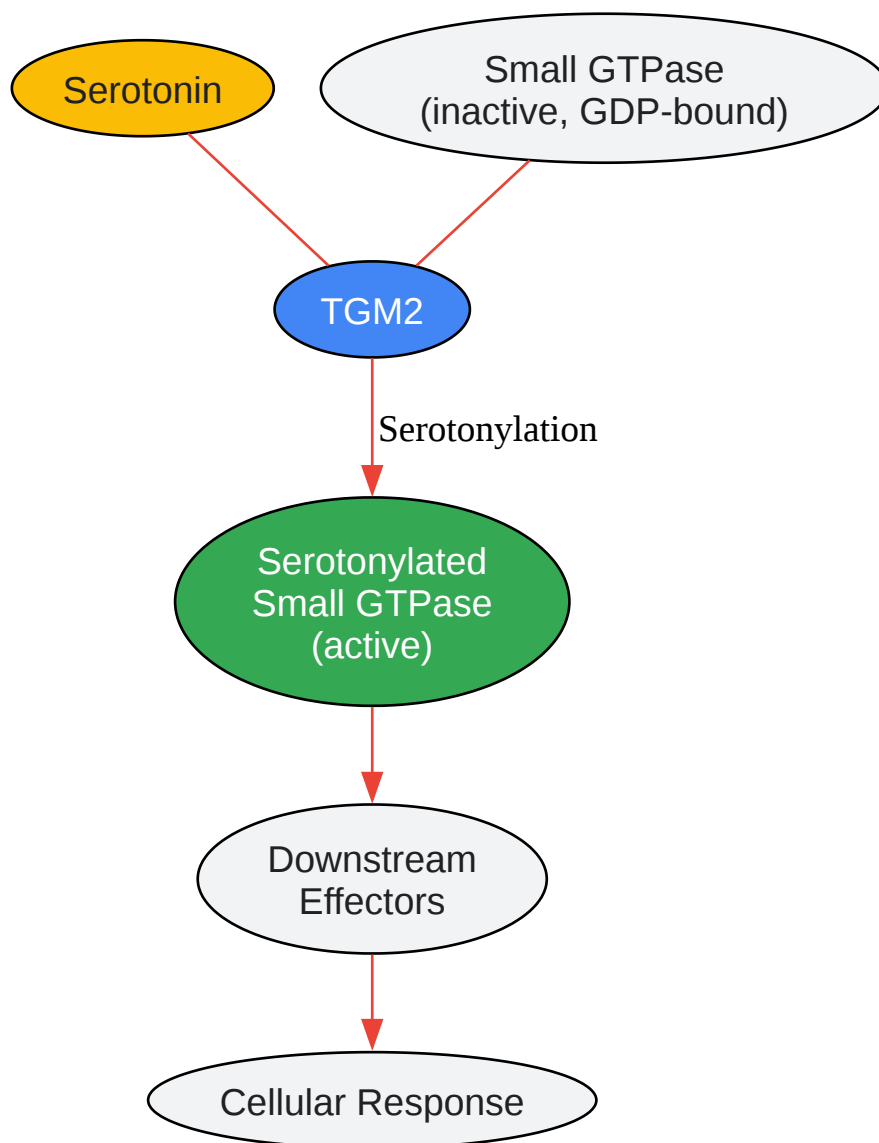 Serotonin
Small GTPase
(inactive, GDP-bound)
TGM2
Serotonylation
Serotonylated
Small GTPase
(active)
Downstream
Effectors
Cellular Response